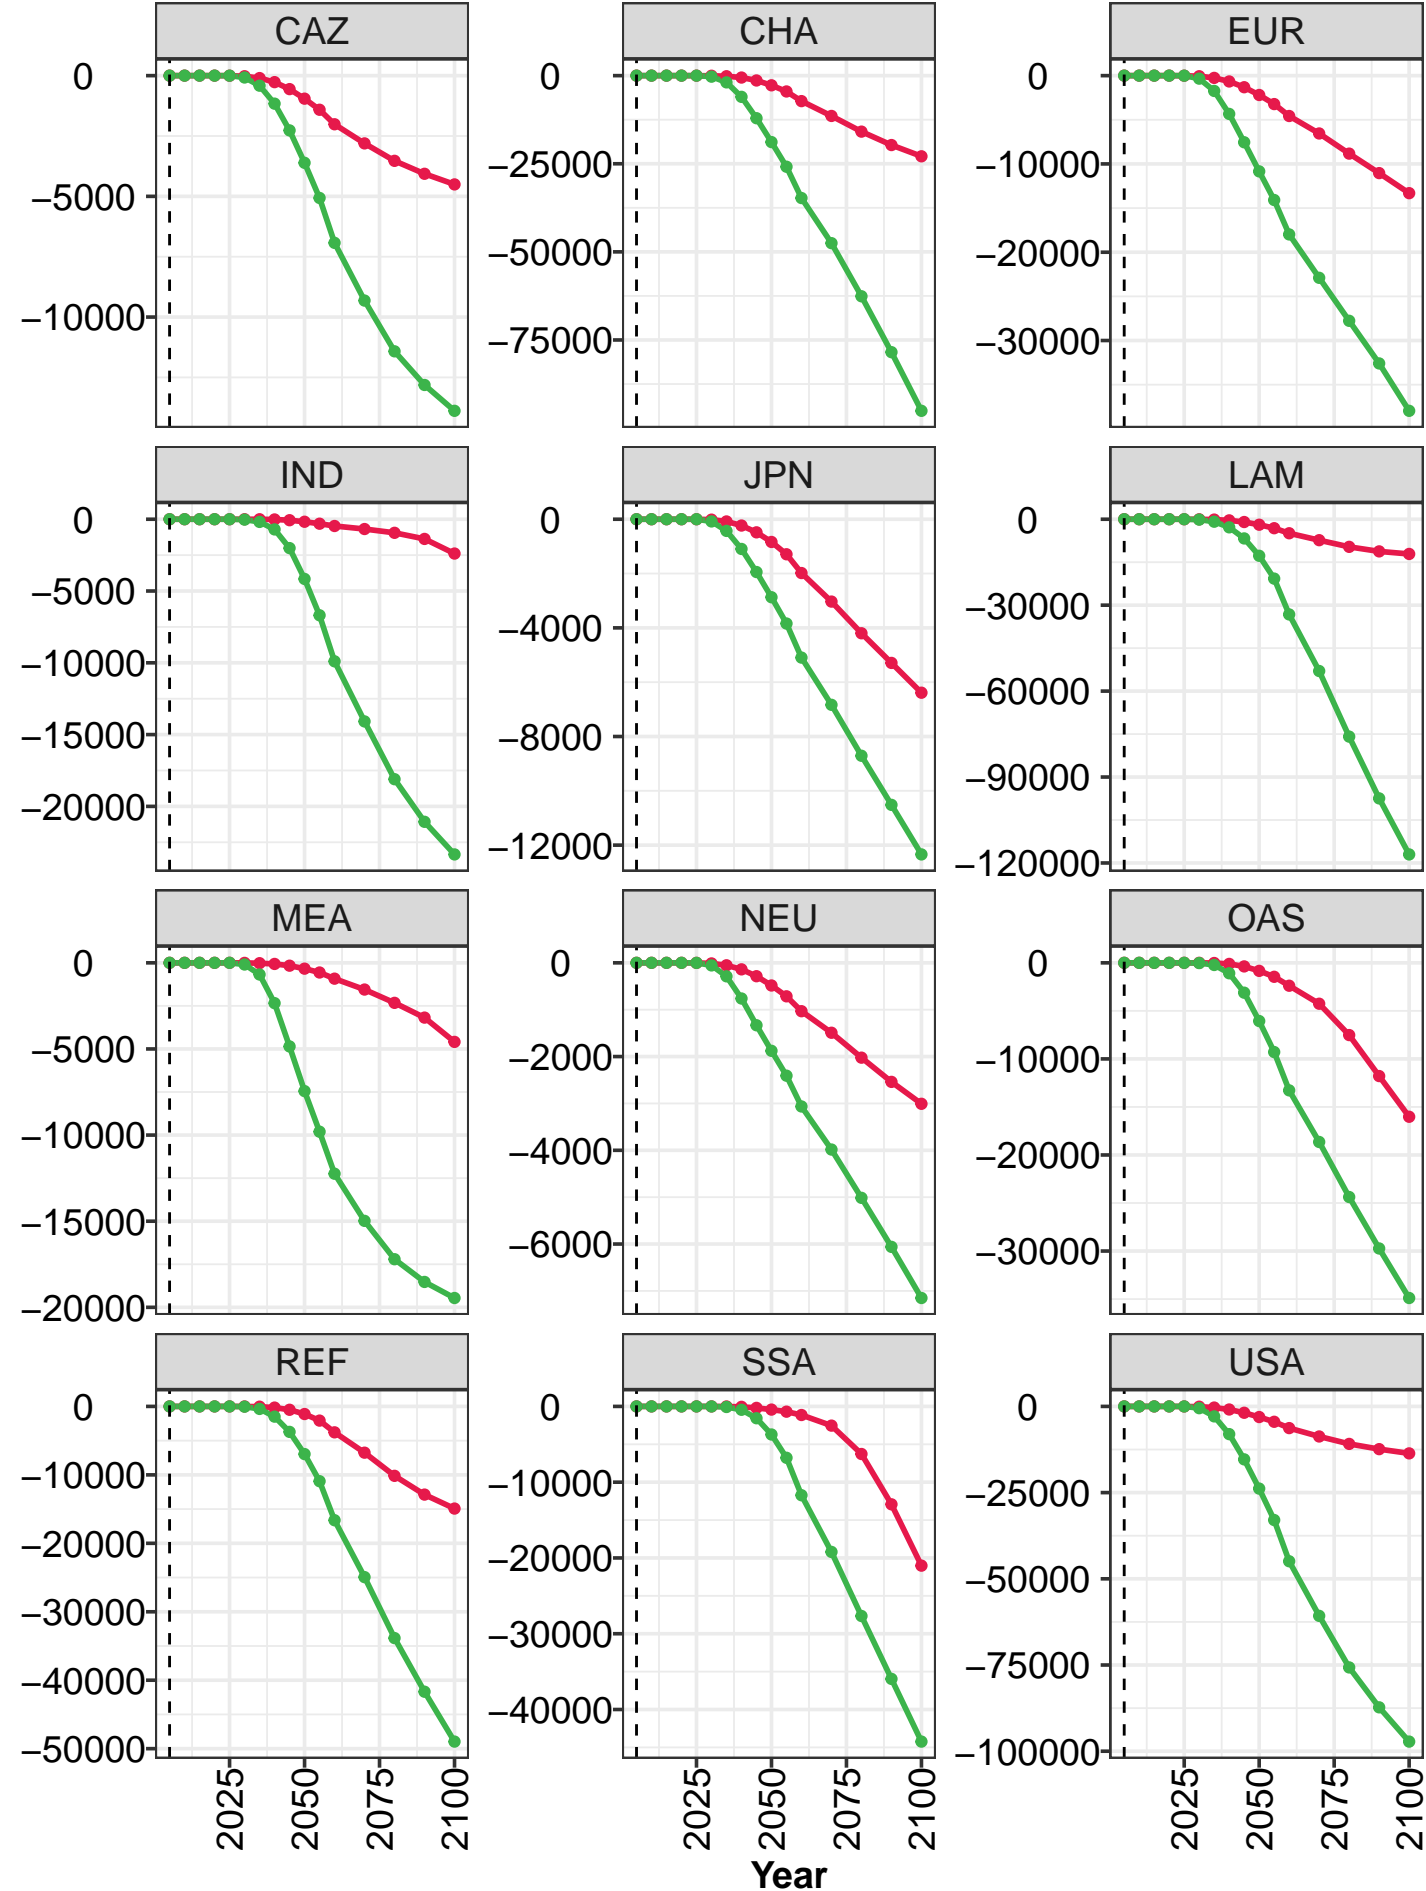 CAZ CHA EUR
0 0 0
−5000 −25000 −10000
−10000 −50000 −20000
−75000 −30000
IND JPN LAM
0 0 0
−5000 −4000 −30000
−10000 −8000 −60000
−15000 −12000 −90000
−20000 −120000
MEA NEU OAS
0 0 0
−5000 −2000 −10000
−10000 −4000 −20000
−15000 −6000 −30000
−20000
REF SSA USA
0 0 0
−10000 −10000 −25000
−20000 −20000 −50000
−30000 −30000 −75000
−40000 −40000 −100000
−50000
2025 2050 2075 2100 2025 2050 2075 2100 2025 2050 2075 2100
Year